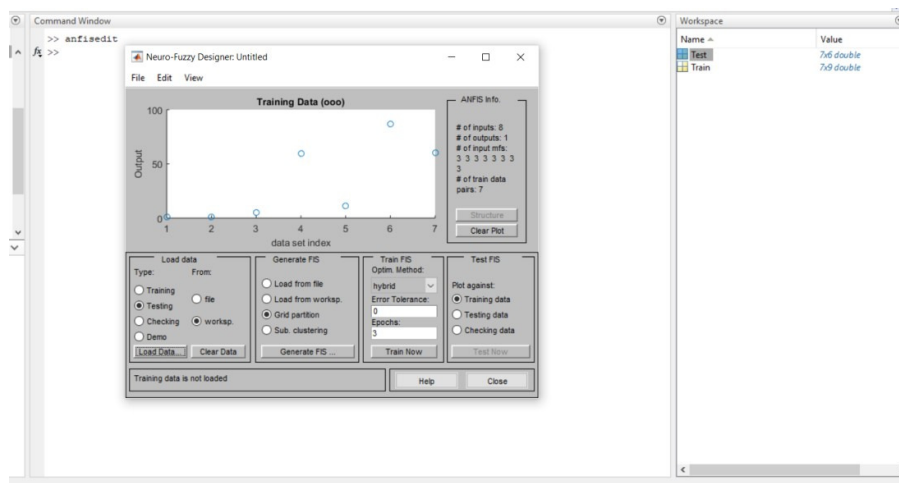 Command Window
>> anfisedit
fx >>
Neuro-Fuzzy Designer: Untitled
File Edit View
Training Data (ooo)
100
50
0
Output
1 2 3 4 5 6 7
data set index
ANFIS Info.
# of inputs: 8
# of outputs: 1
# of input mfs:
3 3 3 3 3 3 3
3
# of train data
pairs: 7
Structure
Clear Plot
Load data
Type: From:
Training
Testing
Checking
Demo
file
worksp.
Load Data...
Clear Data
Generate FIS
Load from file
Load from worksp.
Grid partition
Sub. clustering
Generate FIS ...
Train FIS
Optim. Method:
hybrid
Error Tolerance:
0
Epochs:
3
Train Now
Test FIS
Plot against:
Training data
Testing data
Checking data
Test Now
Training data is not loaded
Help
Close
Workspace
Name Value
Test 7x6 double
Train 7x9 double